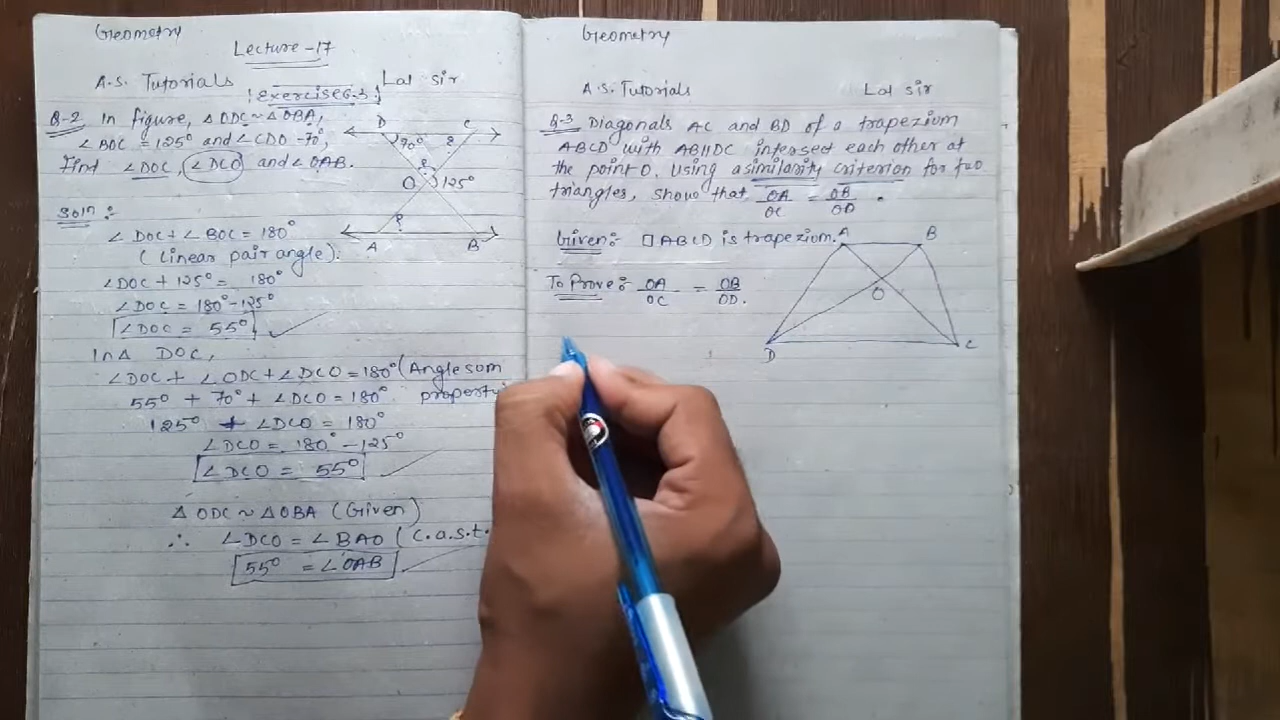 Geometry
Lecture-17
A.S. Tutorials Lal sir
exercise 6.3
Q-2 In figure, △ODC ~ △OBA,
∠BOC = 125° and ∠CDO = 70°,
Find ∠DOC, ∠DCO and ∠OAB.
D C
70° ?
?
O 125°
?
A B
Soln:
∠DOC + ∠BOC = 180°
(Linear pair angle).
∠DOC + 125° = 180°
∠DOC = 180° - 125°
∠DOC = 55°
In △ DOC,
∠DOC + ∠ODC + ∠DCO = 180° (Angle sum
55° + 70° + ∠DCO = 180° property)
125° + ∠DCO = 180°
∠DCO = 180° - 125°
∠DCO = 55°
△ODC ~ △OBA (Given)
∴ ∠DCO = ∠BAO (C.a.s.t.
55° = ∠OAB
Geometry
A.S. Tutorials Lal sir
Q-3 Diagonals AC and BD of a trapezium
ABCD with AB||DC intersect each other at
the point O. Using a similarity criterion for two
triangles, show that OA/OC = OB/OD.
Given: □ABCD is trapezium.
To Prove: OA/OC = OB/OD.
A B
O
D C